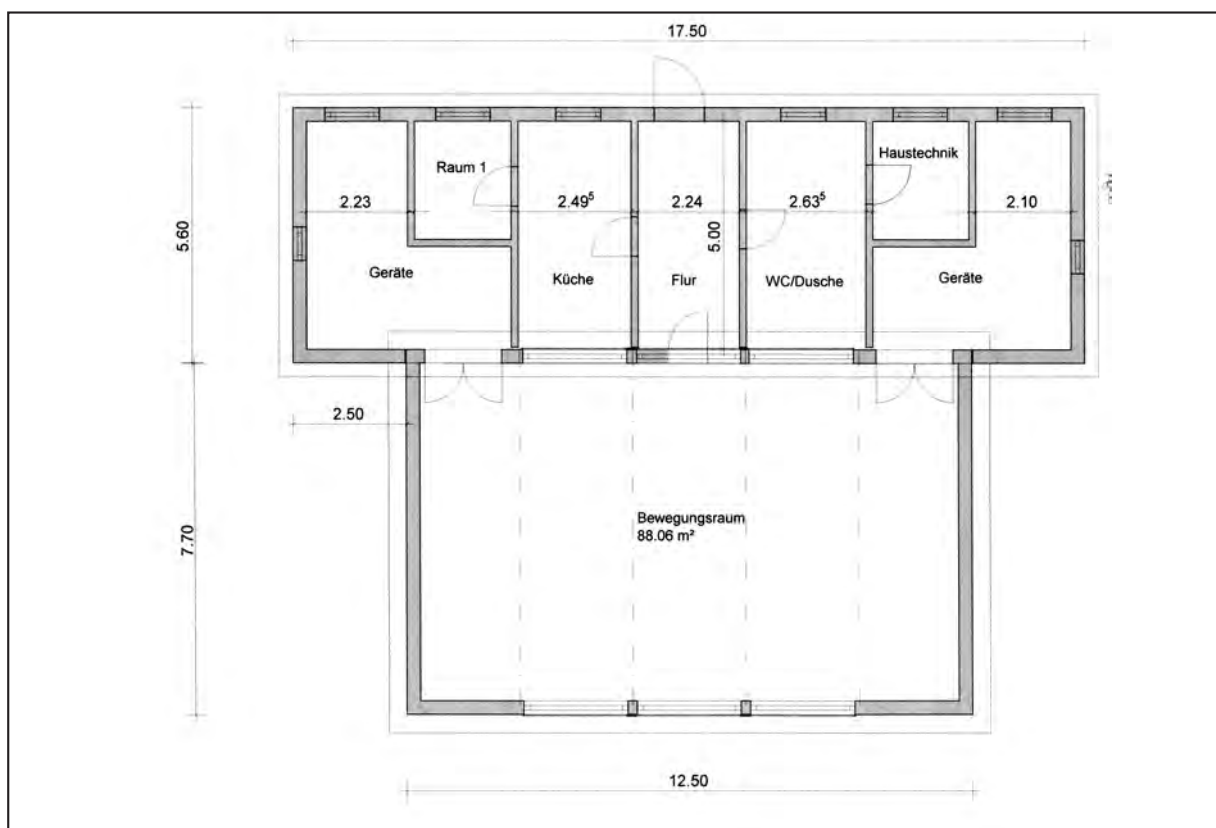 17.50
Raum 1
Haustechnik
2.23
2.49⁵
2.24
2.63⁵
2.10
5.60
5.00
Geräte
Küche
Flur
WC/Dusche
Geräte
2.50
7.70
Bewegungsraum
88.06 m²
12.50